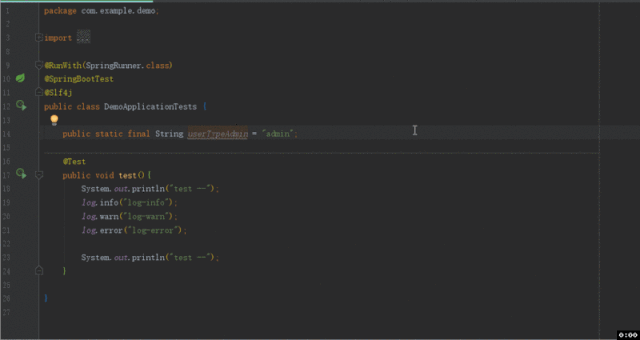 1 package com.example.demo;
2
3 import ...
8
9 @RunWith(SpringRunner.class)
10 @SpringBootTest
11 @Slf4j
12 public class DemoApplicationTests {
13
14 public static final String userTypeAdmin = "admin";
15
16 @Test
17 public void test(){
18 System.out.println("test --");
19 log.info("log-info");
20 log.warn("log-warn");
21 log.error("log-error");
22
23 System.out.println("test --");
24 }
25
26 }
27
0:00